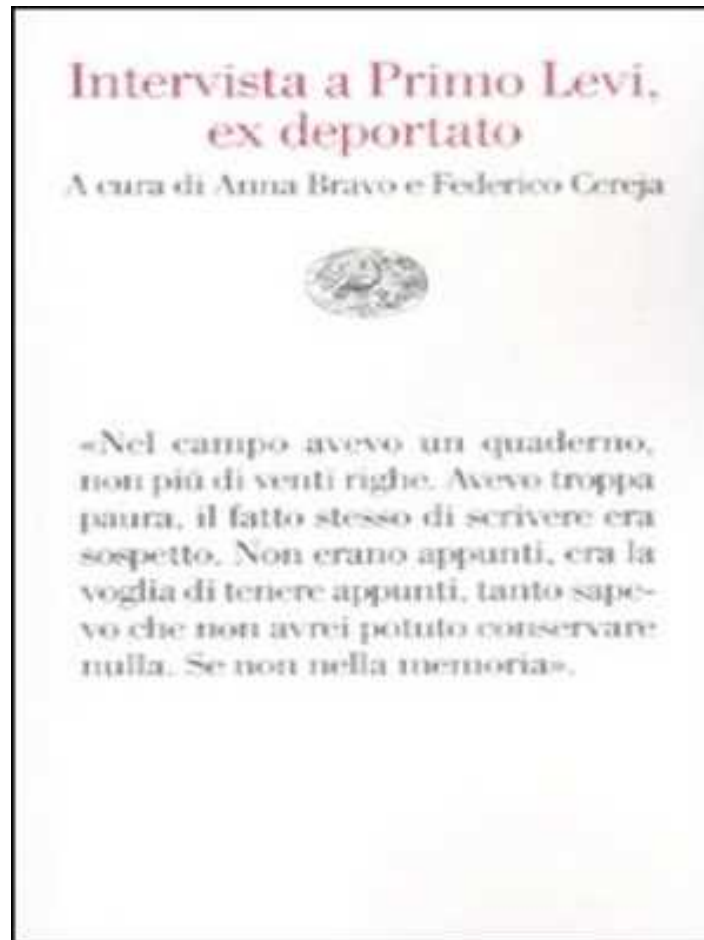 Intervista a Primo Levi,
ex deportato
A cura di Anna Bravo e Federico Cereja
«Nel campo avevo un quaderno,
non piú di venti righe. Avevo troppa
paura, il fatto stesso di scrivere era
sospetto. Non erano appunti, era la
voglia di tenere appunti, tanto sape-
vo che non avrei potuto conservare
nulla. Se non nella memoria».